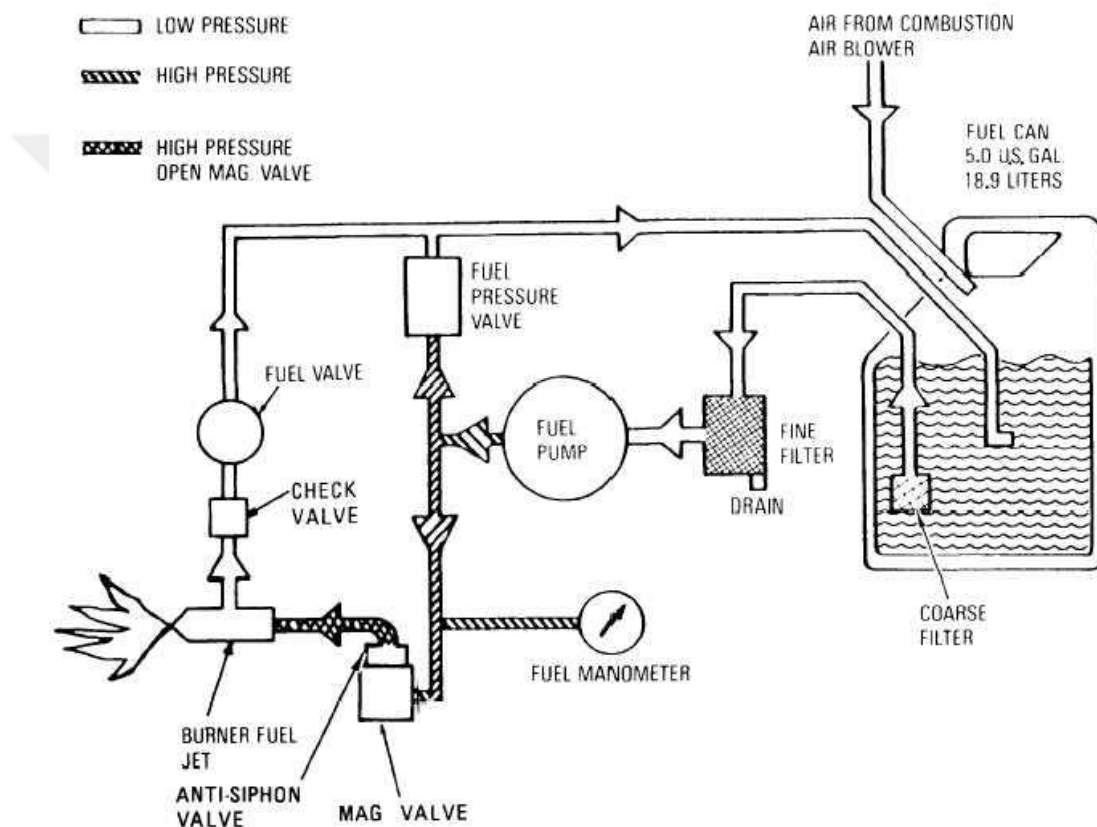 LOW PRESSURE
HIGH PRESSURE
HIGH PRESSURE
OPEN MAG. VALVE
AIR FROM COMBUSTION
AIR BLOWER
FUEL CAN
5.0 U.S. GAL.
18.9 LITERS
FUEL
PRESSURE
VALVE
FUEL VALVE
FUEL
PUMP
FINE
FILTER
DRAIN
CHECK
VALVE
COARSE
FILTER
FUEL MANOMETER
BURNER FUEL
JET
ANTI-SIPHON
VALVE
MAG VALVE